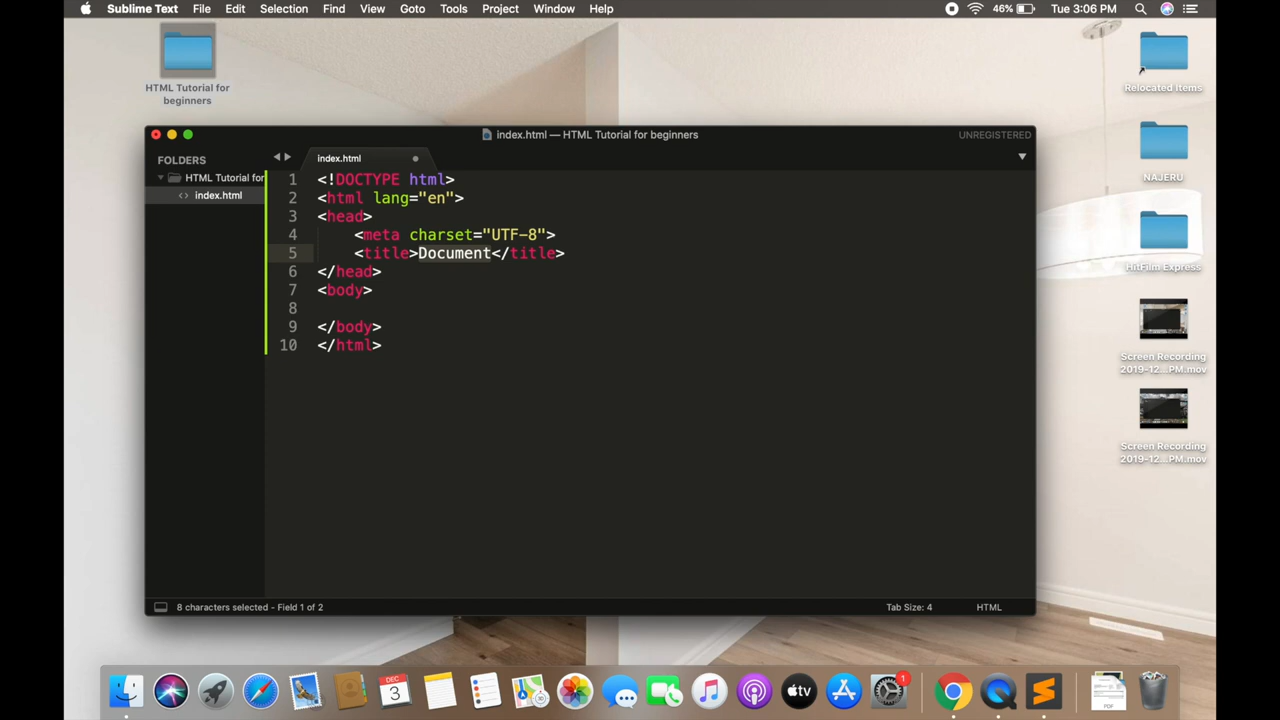 Sublime Text File Edit Selection Find View Goto Tools Project Window Help 46% Tue 3:06 PM
HTML Tutorial for
beginners
Relocated Items
NAJERU
HitFilm Express
Screen Recording
2019-12...PM.mov
Screen Recording
2019-12...PM.mov
index.html — HTML Tutorial for beginners UNREGISTERED
FOLDERS
HTML Tutorial for
<> index.html
index.html
1 <!DOCTYPE html>
2 <html lang="en">
3 <head>
4 <meta charset="UTF-8">
5 <title>Document</title>
6 </head>
7 <body>
8
9 </body>
10 </html>
8 characters selected - Field 1 of 2 Tab Size: 4 HTML
DEC
3
tv
1
PDF